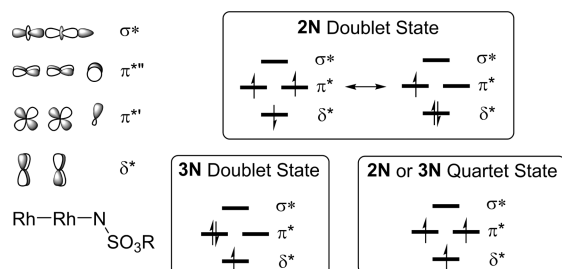 σ*
π*"
π*'
δ*
Rh–Rh–N
SO₃R
2N Doublet State
σ*
π*
δ*
σ*
π*
δ*
3N Doublet State
σ*
π*
δ*
2N or 3N Quartet State
σ*
π*
δ*